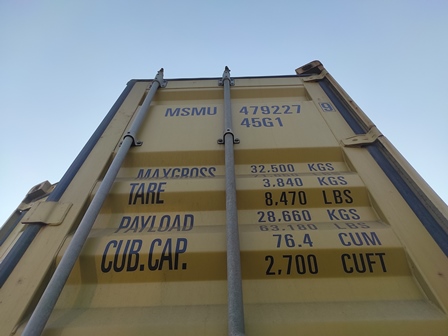 MSMU 479227 9
45G1
MAXGROSS 32.500 KGS
TARE 3.840 KGS
8.470 LBS
PAYLOAD 28.660 KGS
63.180 LBS
CUB.CAP. 76.4 CUM
2.700 CUFT